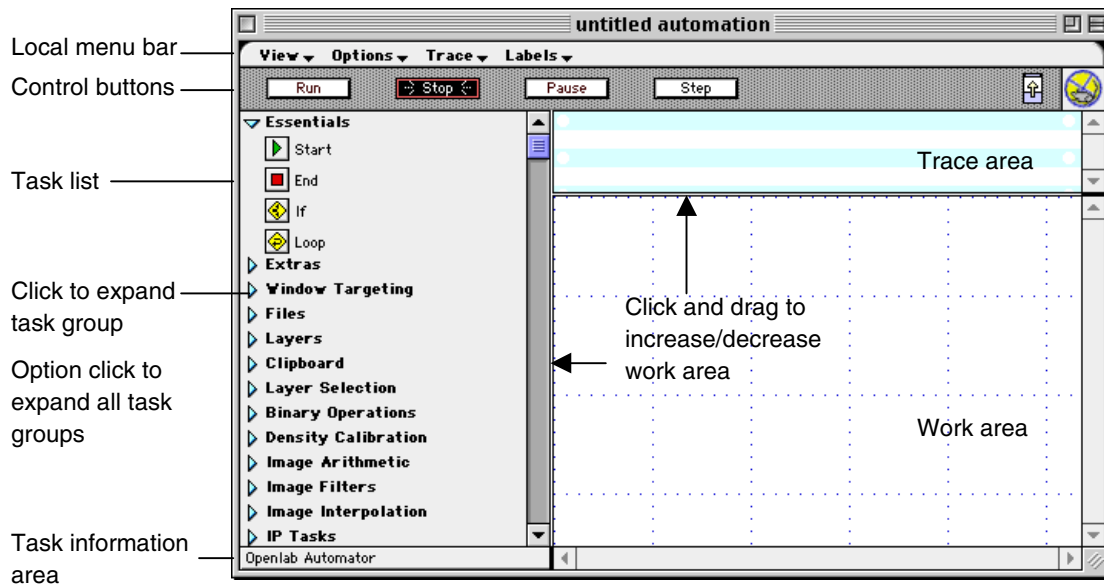 untitled automation
Local menu bar
View Options Trace Labels
Control buttons
Run Stop Pause Step
Essentials
Start
Trace area
Task list
End
If
Loop
Extras
Click to expand
task group
Window Targeting
Files
Click and drag to
increase/decrease
work area
Layers
Option click to
expand all task
groups
Clipboard
Layer Selection
Binary Operations
Work area
Density Calibration
Image Arithmetic
Image Filters
Image Interpolation
IP Tasks
Task information
area
Openlab Automator